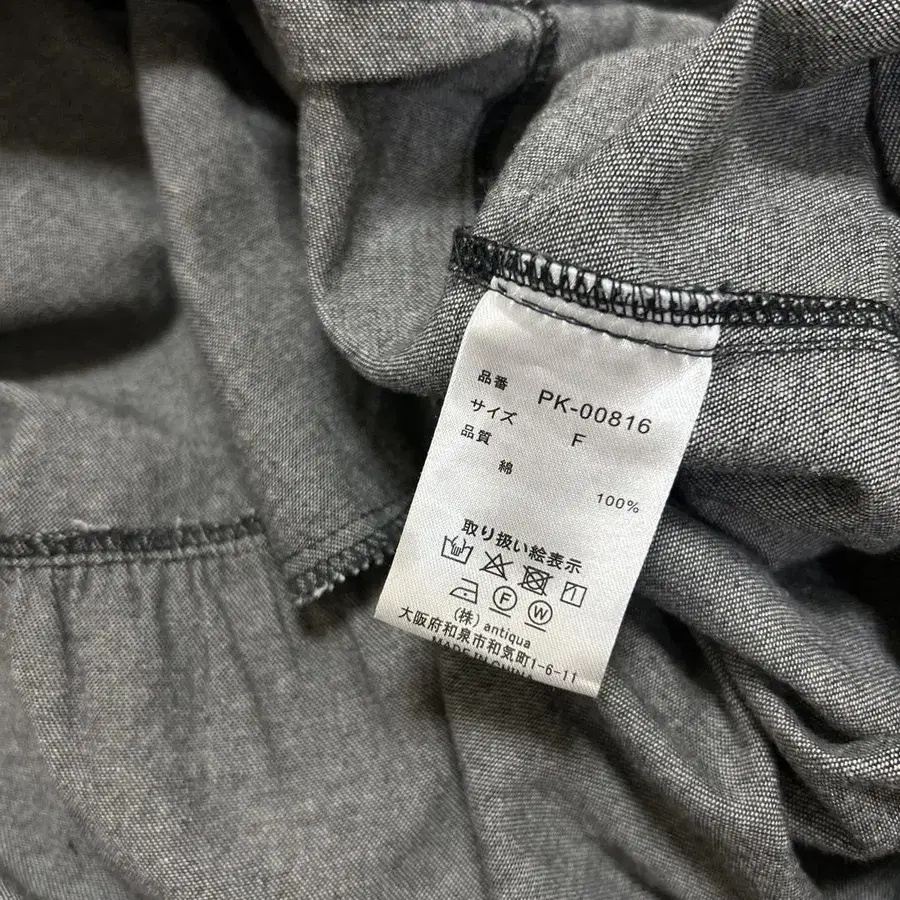 品番 PK-00816
サイズ F
品質
綿 100%
取り扱い絵表示
1
F W
(株) antiqua
大阪府和泉市和気町1-6-11
MADE IN CHINA